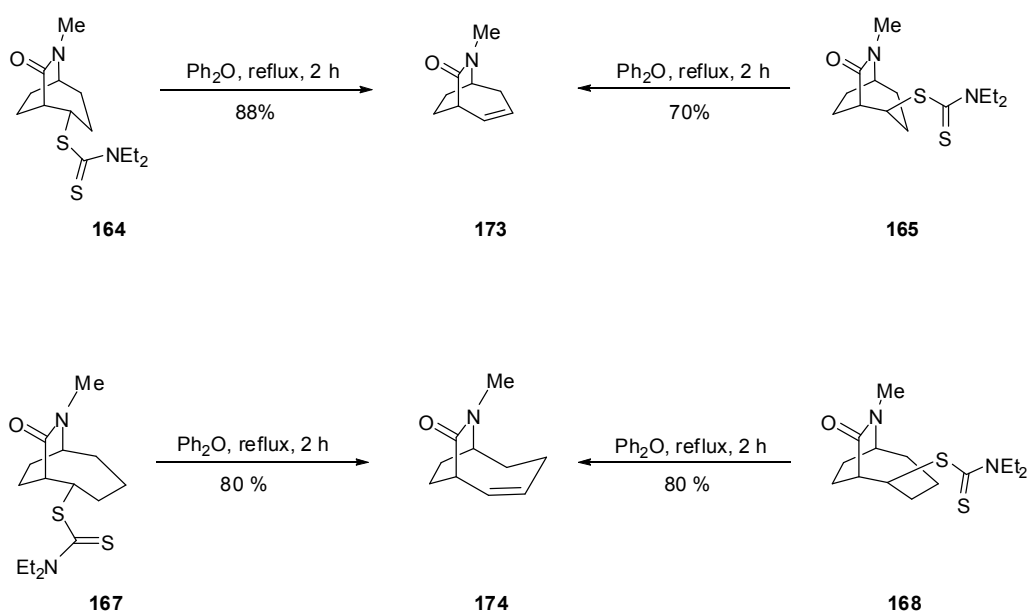 Me
O
N
S
NEt2
S
164
Ph2O, reflux, 2 h
88%
Me
O
N
173
Ph2O, reflux, 2 h
70%
Me
O
N
S
NEt2
S
165
Me
O
N
S
S
Et2N
167
Ph2O, reflux, 2 h
80 %
Me
O
N
174
Ph2O, reflux, 2 h
80 %
Me
O
N
S
NEt2
S
168